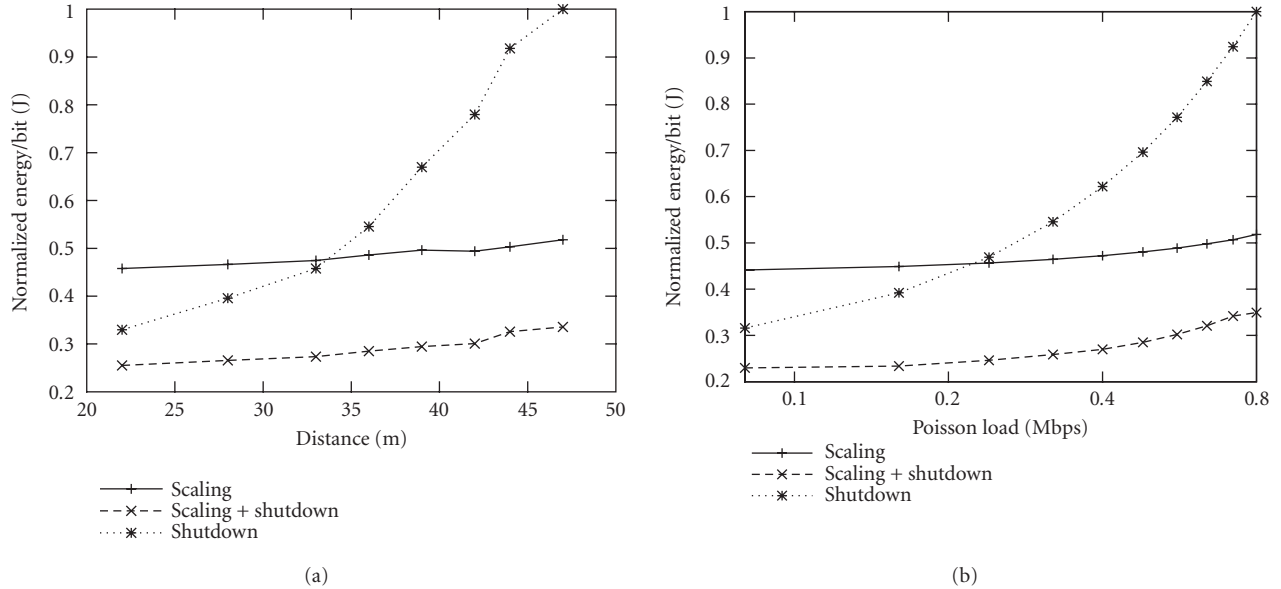 Normalized energy/bit (J)
1
0.9
0.8
0.7
0.6
0.5
0.4
0.3
0.2
20 25 30 35 40 45 50
Distance (m)
Scaling
Scaling + shutdown
Shutdown
(a)
Normalized energy/bit (J)
1
0.9
0.8
0.7
0.6
0.5
0.4
0.3
0.2
0.1 0.2 0.4 0.8
Poisson load (Mbps)
Scaling
Scaling + shutdown
Shutdown
(b)